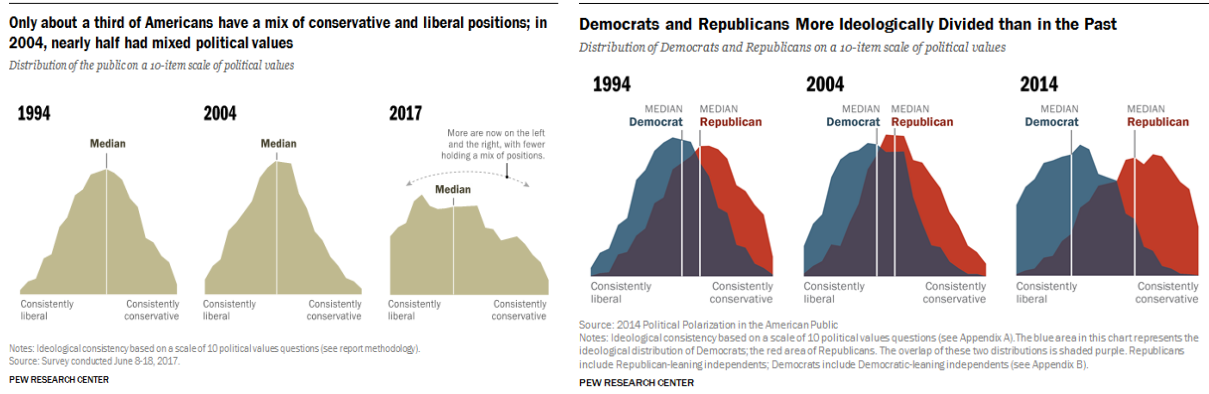 Only about a third of Americans have a mix of conservative and liberal positions; in
2004, nearly half had mixed political values
Distribution of the public on a 10-item scale of political values
1994
2004
2017
Median
Median
More are now on the left
and the right, with fewer
holding a mix of positions.
Median
Consistently
liberal
Consistently
conservative
Consistently
liberal
Consistently
conservative
Consistently
liberal
Consistently
conservative
Notes: Ideological consistency based on a scale of 10 political values questions (see report methodology).
Source: Survey conducted June 8-18, 2017.
PEW RESEARCH CENTER
Democrats and Republicans More Ideologically Divided than in the Past
Distribution of Democrats and Republicans on a 10-item scale of political values
1994
MEDIAN
Democrat
MEDIAN
Republican
2004
MEDIAN
Democrat
MEDIAN
Republican
2014
MEDIAN
Democrat
MEDIAN
Republican
Consistently
liberal
Consistently
conservative
Consistently
liberal
Consistently
conservative
Consistently
liberal
Consistently
conservative
Source: 2014 Political Polarization in the American Public
Notes: Ideological consistency based on a scale of 10 political values questions (see Appendix A).The blue area in this chart represents the
ideological distribution of Democrats; the red area of Republicans. The overlap of these two distributions is shaded purple. Republicans
include Republican-leaning independents; Democrats include Democratic-leaning independents (see Appendix B).
PEW RESEARCH CENTER